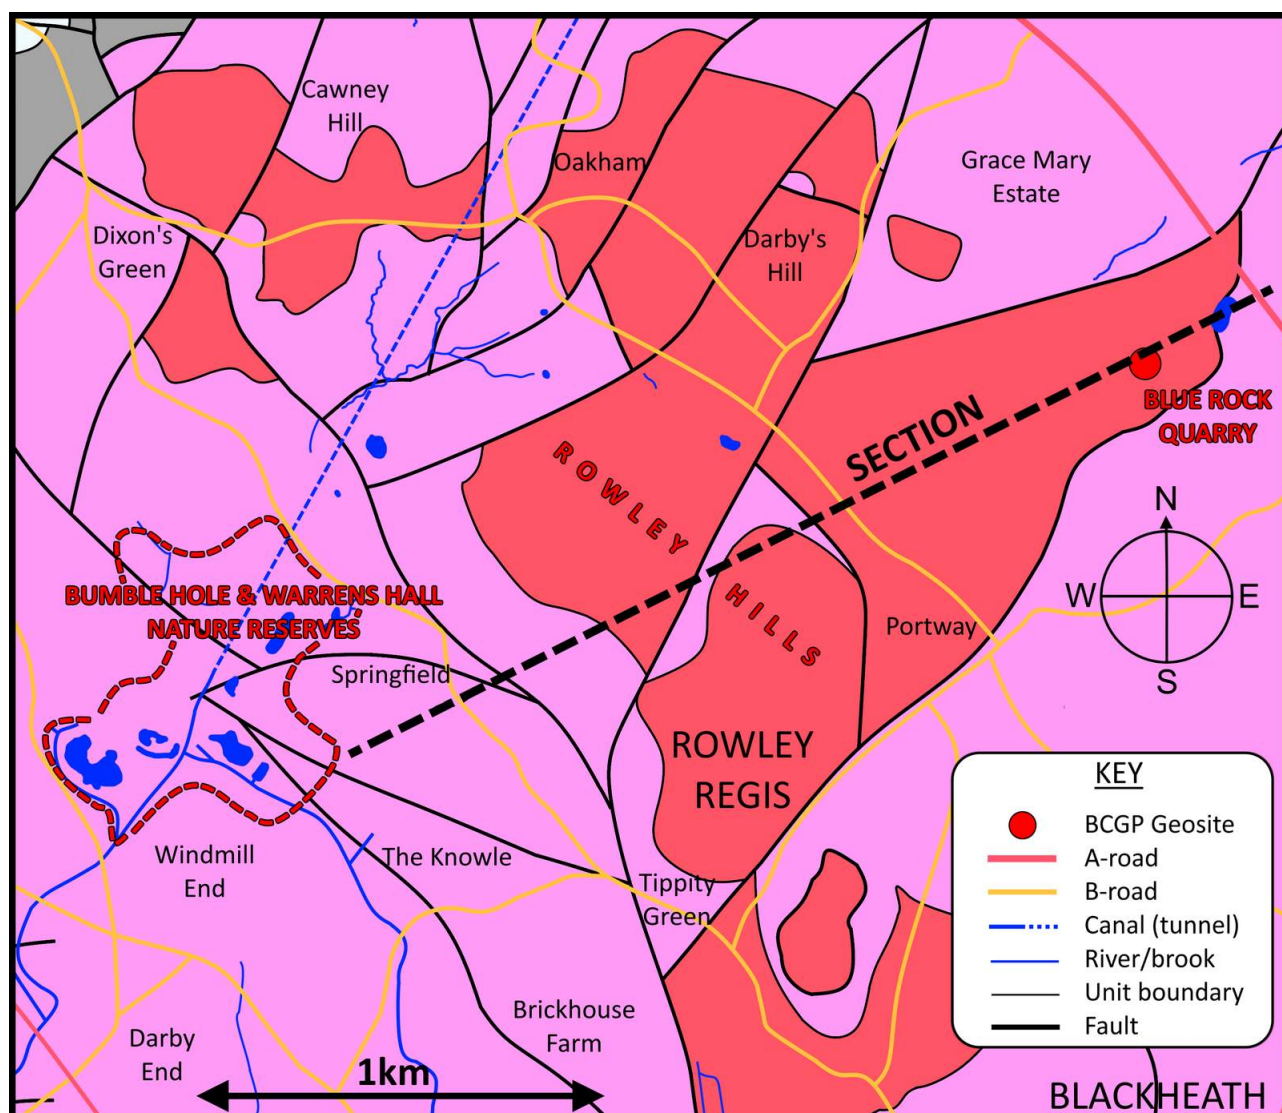 Cawney
Hill
Oakham
Grace Mary
Estate
Dixon's
Green
Darby's
Hill
SECTION
BLUE ROCK
QUARRY
ROWLEY
HILLS
N
W
E
S
BUMBLE HOLE & WARRENS HALL
NATURE RESERVES
Springfield
Portway
ROWLEY
REGIS
Windmill
End
The Knowle
Tippity
Green
Brickhouse
Farm
Darby
End
1km
KEY
BCGP Geosite
A-road
B-road
Canal (tunnel)
River/brook
Unit boundary
Fault
BLACKHEATH